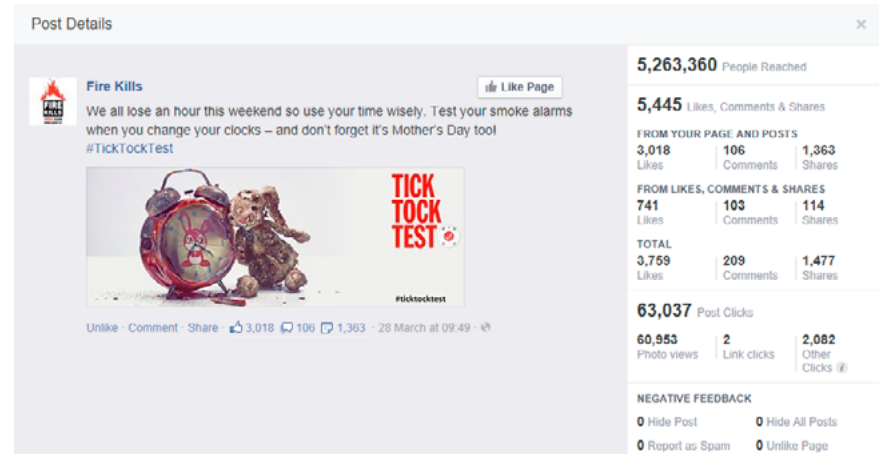 Post Details
×
Fire Kills
Like Page
FIRE
KILLS
We all lose an hour this weekend so use your time wisely. Test your smoke alarms
when you change your clocks – and don't forget it's Mother's Day too!
#TickTockTest
TICK
TOCK
TEST
#ticktocktest
Unlike · Comment · Share · 3,018 106 1,363 · 28 March at 09:49 ·
5,263,360 People Reached
5,445 Likes, Comments & Shares
FROM YOUR PAGE AND POSTS
3,018 106 1,363
Likes Comments Shares
FROM LIKES, COMMENTS & SHARES
741 103 114
Likes Comments Shares
TOTAL
3,759 209 1,477
Likes Comments Shares
63,037 Post Clicks
60,953 2 2,082
Photo views Link clicks Other
Clicks i
NEGATIVE FEEDBACK
0 Hide Post 0 Hide All Posts
0 Report as Spam 0 Unlike Page